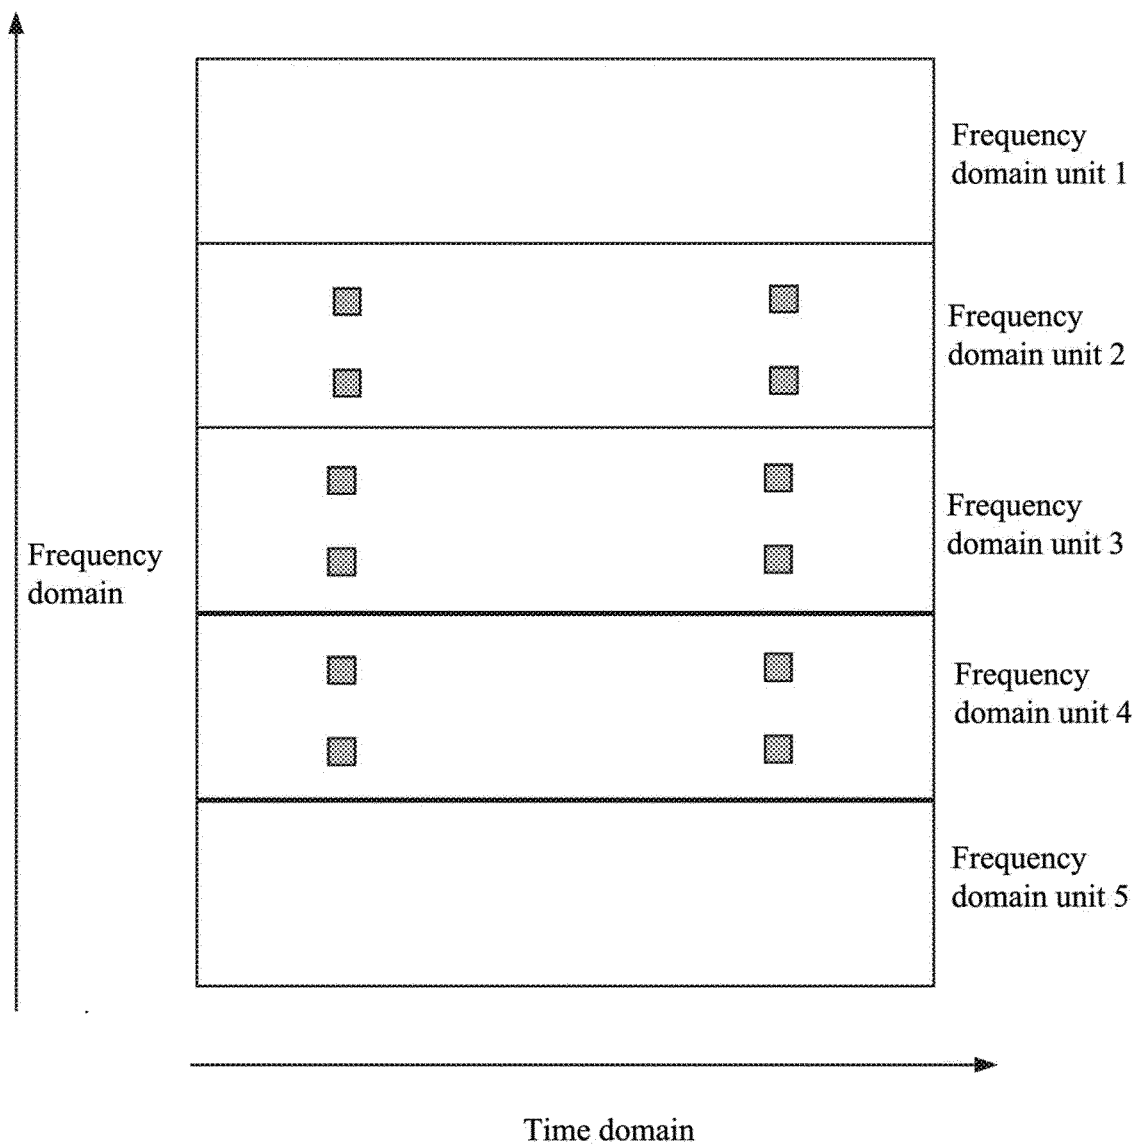 Frequency
domain unit 1
Frequency
domain unit 2
Frequency
domain unit 3
Frequency
domain
Frequency
domain unit 4
Frequency
domain unit 5
Time domain